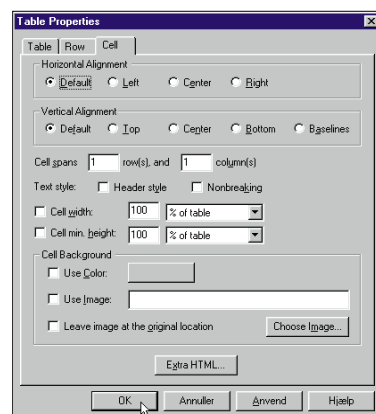 Table Properties
Table Row Cell
Horizontal Alignment
Default Left Center Right
Vertical Alignment
Default Top Center Bottom Baselines
Cell spans 1 row(s), and 1 column(s)
Text style: Header style Nonbreaking
Cell width: 100 % of table
Cell min. height: 100 % of table
Cell Background
Use Color:
Use Image:
Leave image at the original location Choose Image...
Extra HTML...
OK Annuller Anvend Hjælp